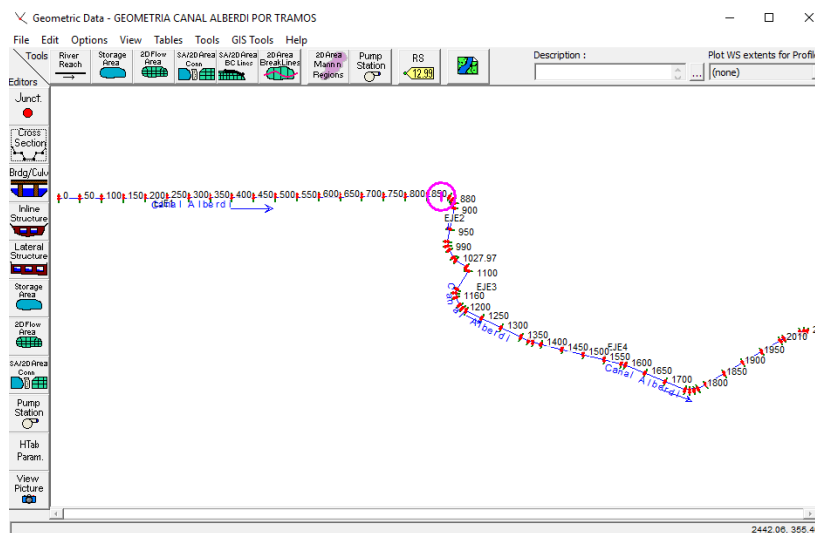 Geometric Data - GEOMETRIA CANAL ALBERDI POR TRAMOS
File Edit Options View Tables Tools GIS Tools Help
Tools
Editors
River
Reach
Storage
Area
2D Flow
Area
SA/2D Area
Conn
SA/2D Area
BC Lines
2D Area
BreakLines
2D Area
Mann n
Regions
Pump
Station
RS
12.99
Description :
...
Plot WS extents for Profile
(none)
Junct.
Cross
Section
Brdg/Culv
Inline
Structure
Lateral
Structure
Storage
Area
2D Flow
Area
SA/2D Area
Conn
Pump
Station
HTab
Param.
View
Picture
0 50 100 150 200 250 300 350 400 450 500 550 600 650 700 750 800 850
Canal Alberdi
880
900
EJE2
950
990
1027.97
1100
EJE3
1160
1200
1250
1300
1350
1400
1450
1500
EJE4
1550
1600
1650
1700
1800
1850
1900
1950
2010
Canal Alberdi
Canal Alberdi
2442.06, 355.4